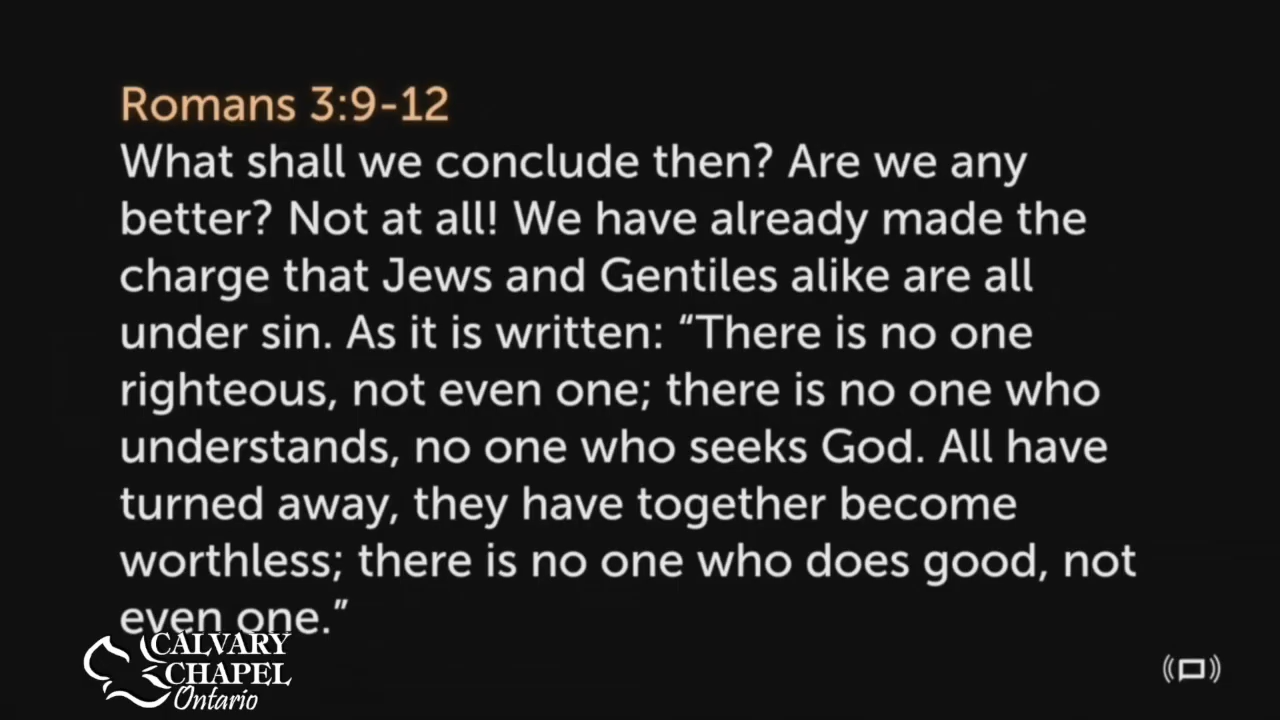 Romans 3:9-12
What shall we conclude then? Are we any
better? Not at all! We have already made the
charge that Jews and Gentiles alike are all
under sin. As it is written: “There is no one
righteous, not even one; there is no one who
understands, no one who seeks God. All have
turned away, they have together become
worthless; there is no one who does good, not
even one.”
CALVARY
CHAPEL
Ontario